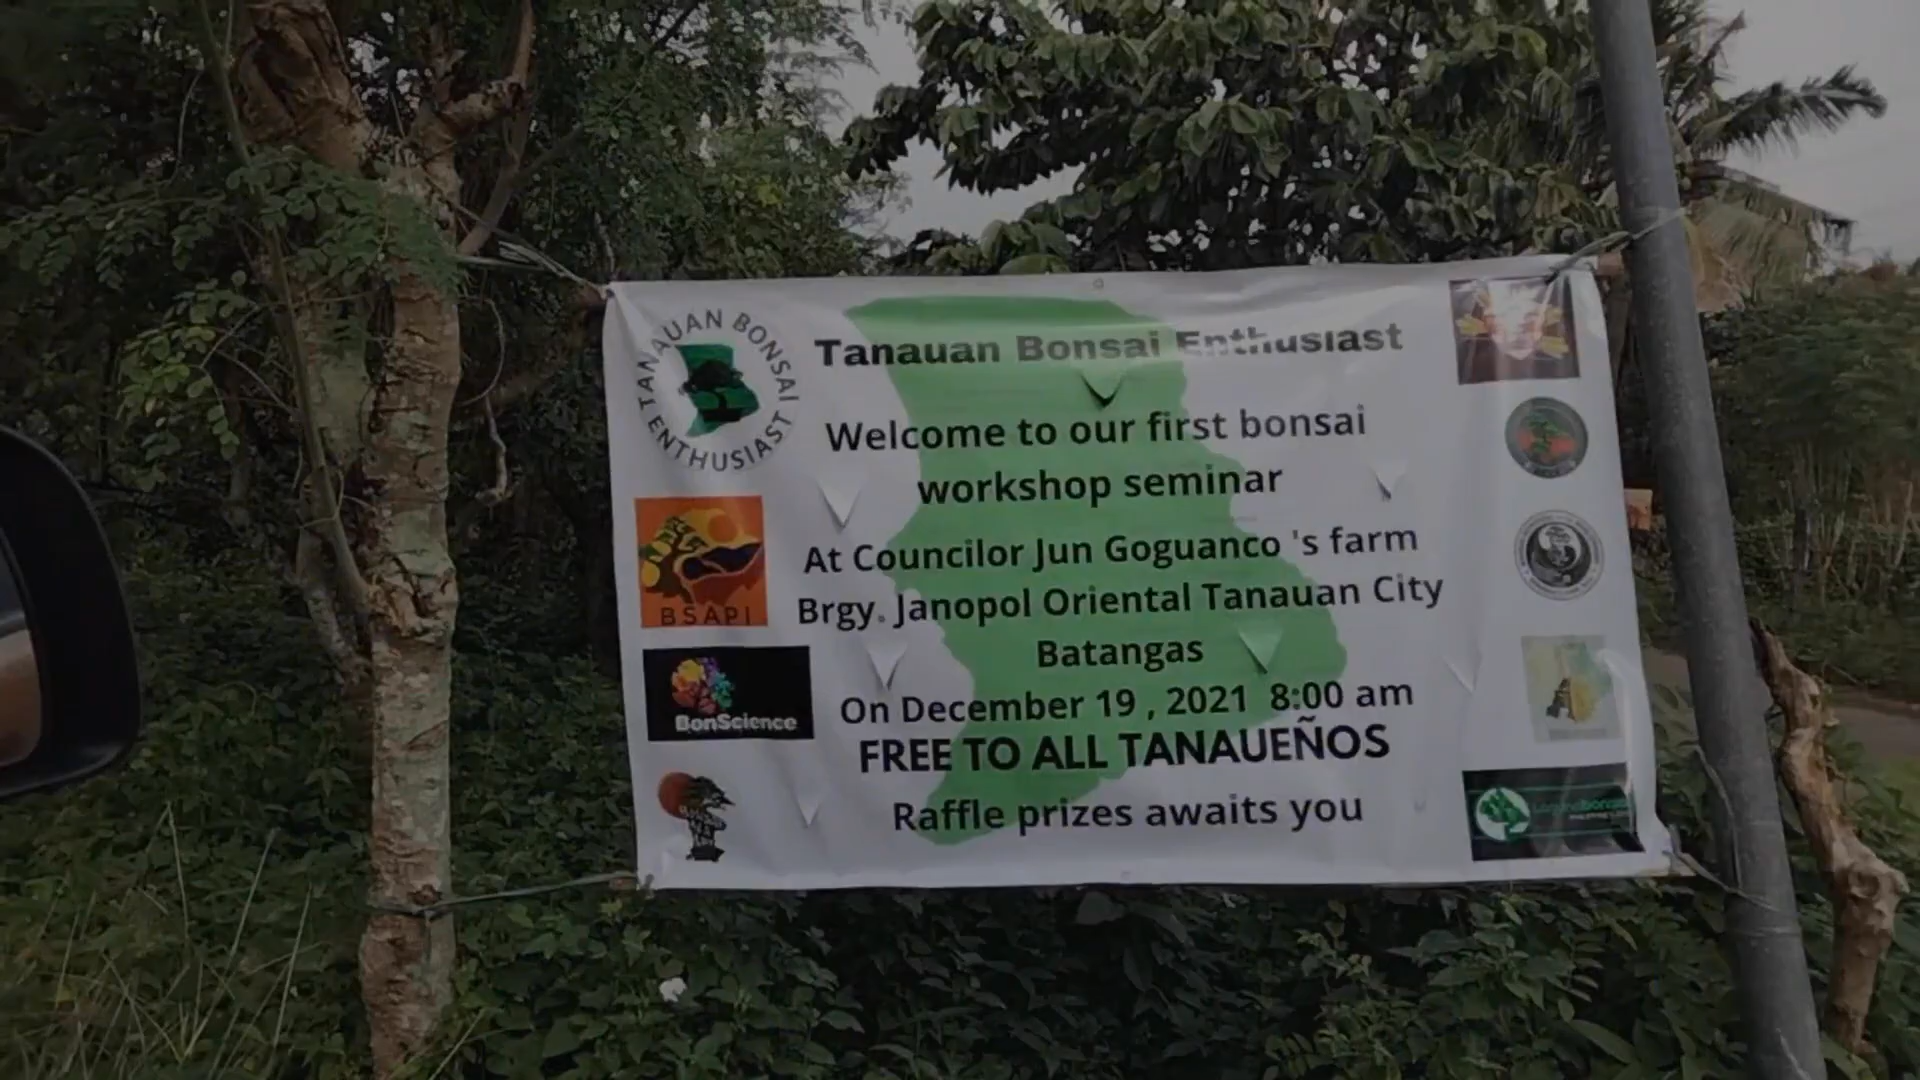 TANAUAN BONSAI ENTHUSIAST
Tanauan Bonsai Enthusiast
Welcome to our first bonsai
workshop seminar
At Councilor Jun Goguanco 's farm
Brgy. Janopol Oriental Tanauan City
Batangas
On December 19 , 2021 8:00 am
FREE TO ALL TANAUEÑOS
Raffle prizes awaits you
BSAPI
BonScience